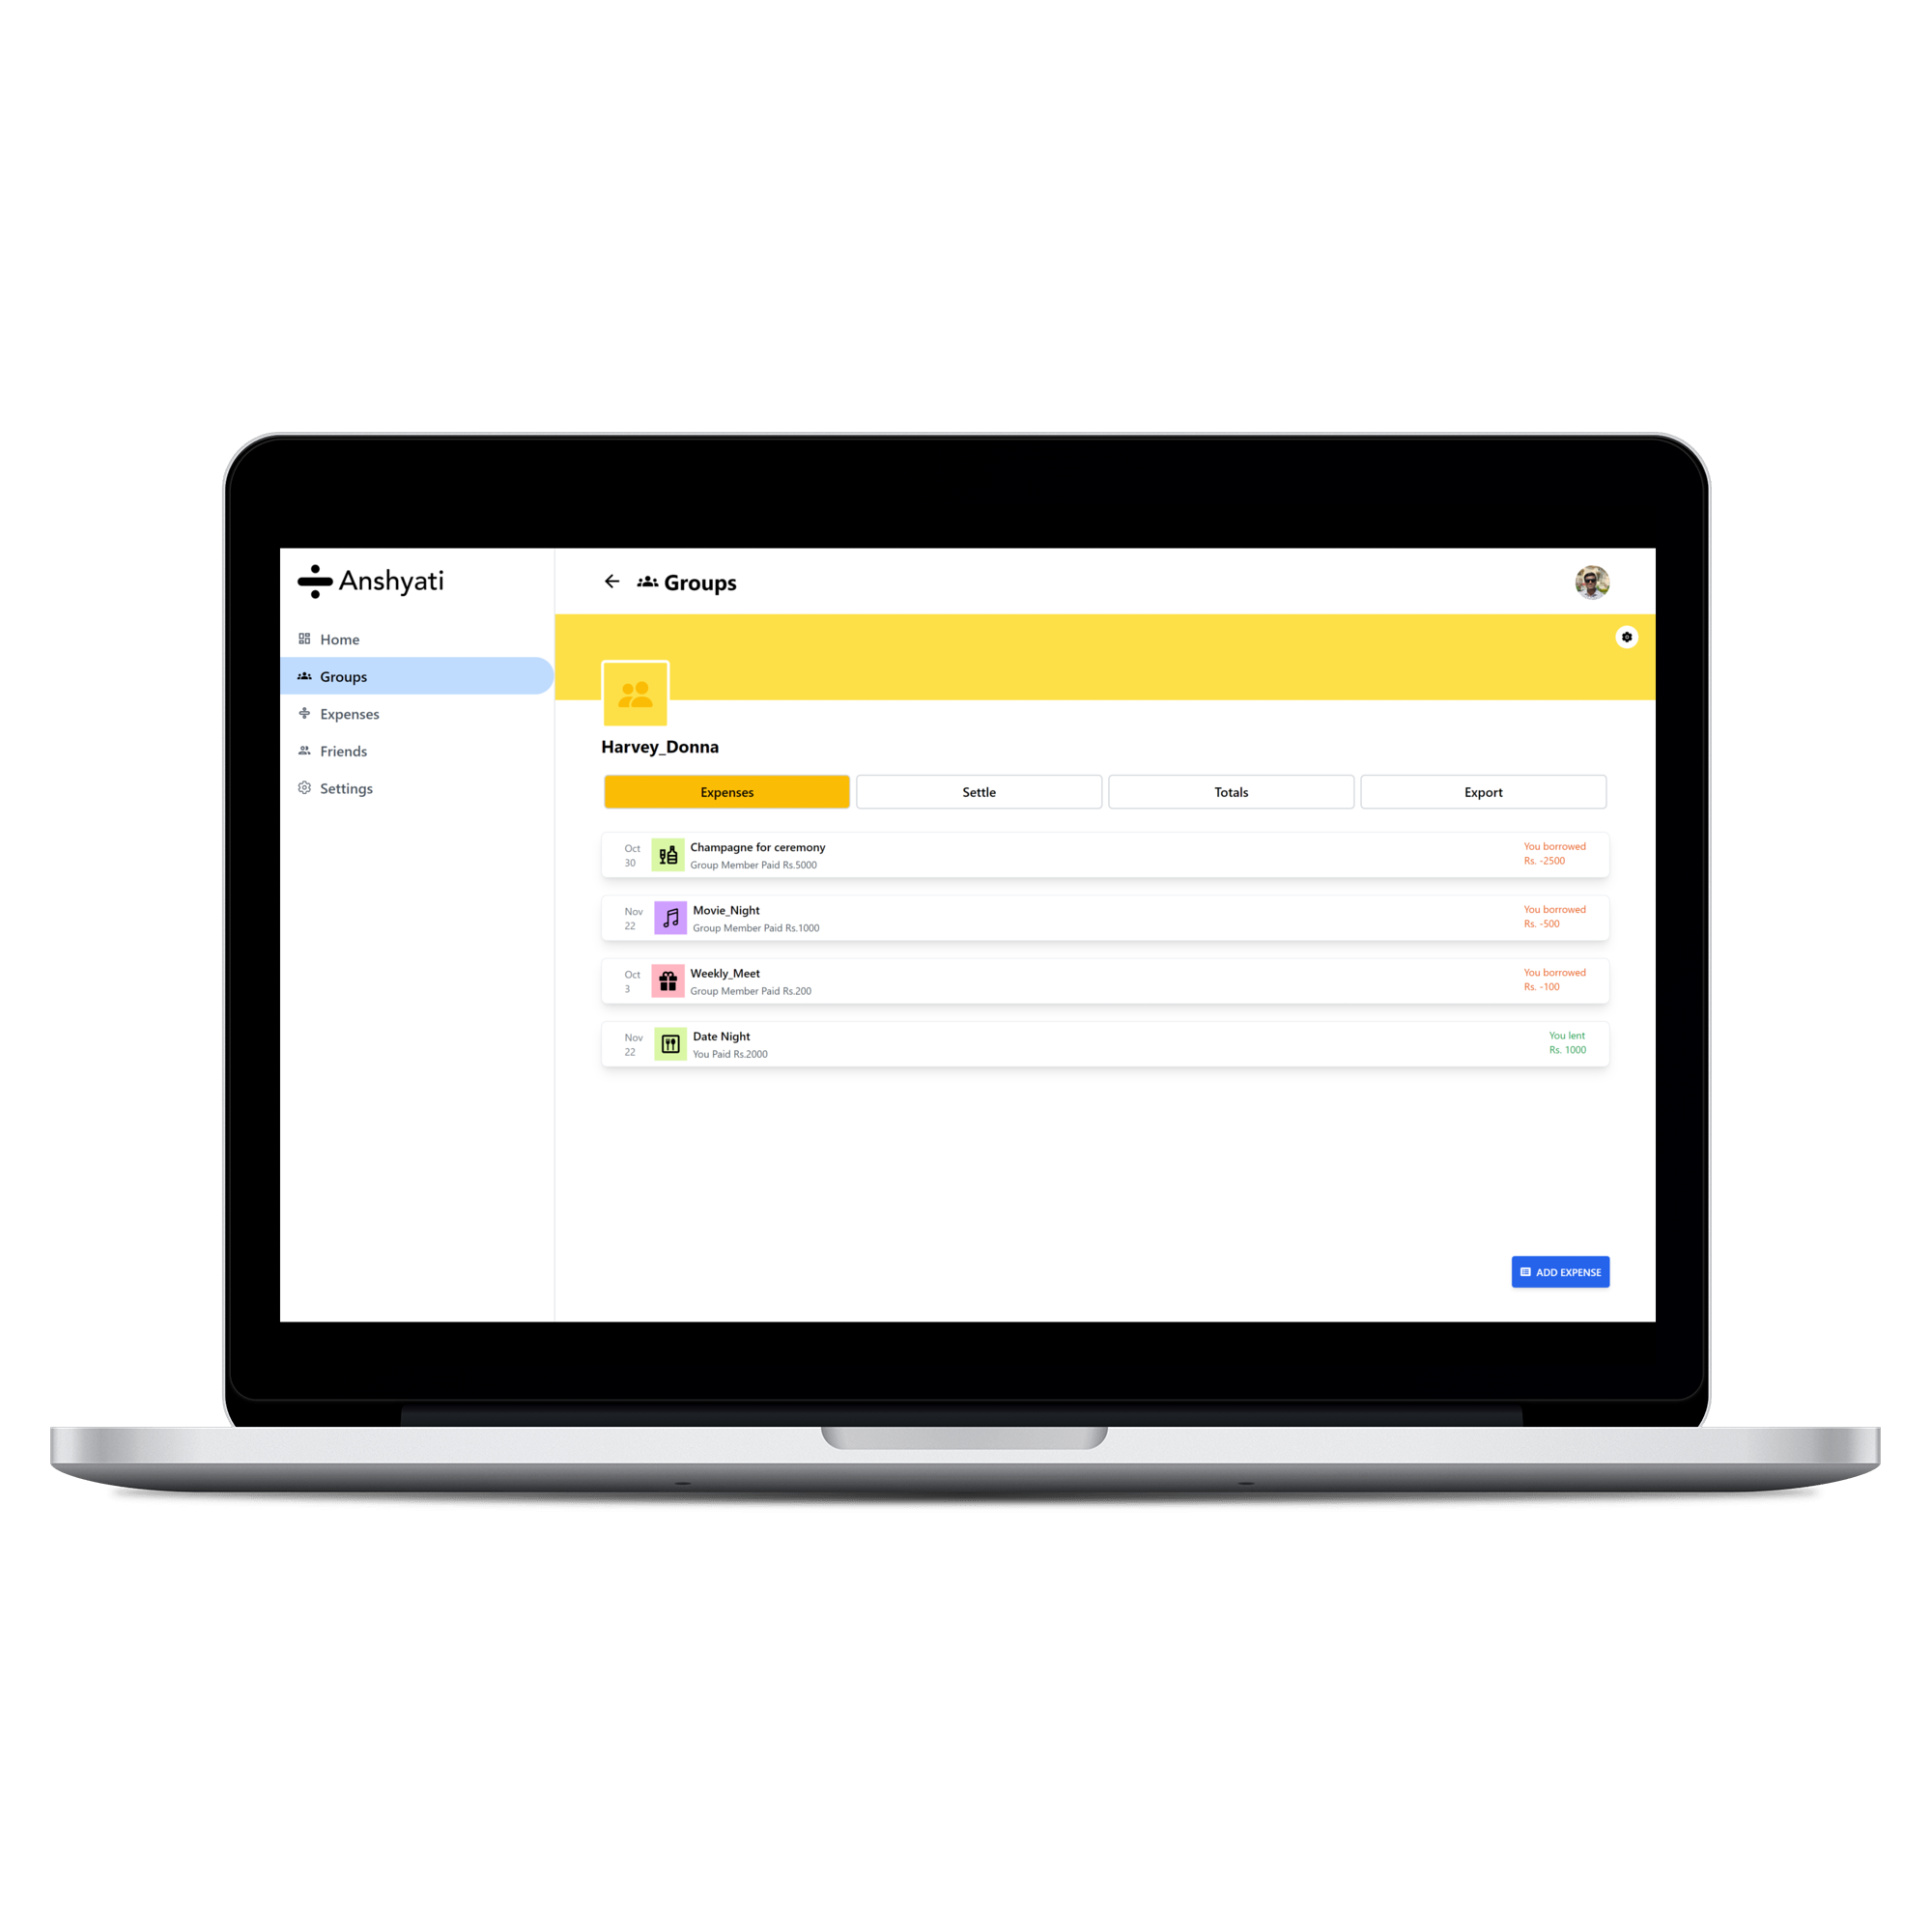 Anshyati
Home
Groups
Expenses
Friends
Settings
Groups
Harvey_Donna
Expenses
Settle
Totals
Export
Oct
30
Champagne for ceremony
Group Member Paid Rs.5000
You borrowed
Rs. -2500
Nov
22
Movie_Night
Group Member Paid Rs.1000
You borrowed
Rs. -500
Oct
3
Weekly_Meet
Group Member Paid Rs.200
You borrowed
Rs. -100
Nov
22
Date Night
You Paid Rs.2000
You lent
Rs. 1000
ADD EXPENSE